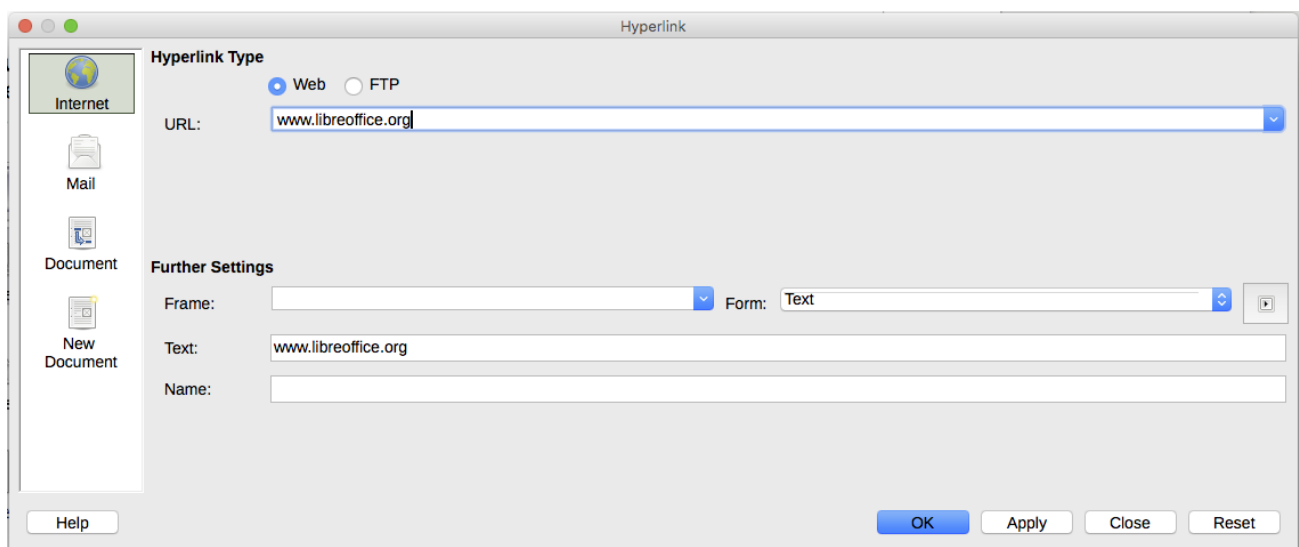 Hyperlink
Internet
Mail
Document
New
Document
Hyperlink Type
Web FTP
URL: www.libreoffice.org
Further Settings
Frame: Form: Text
Text: www.libreoffice.org
Name:
Help OK Apply Close Reset